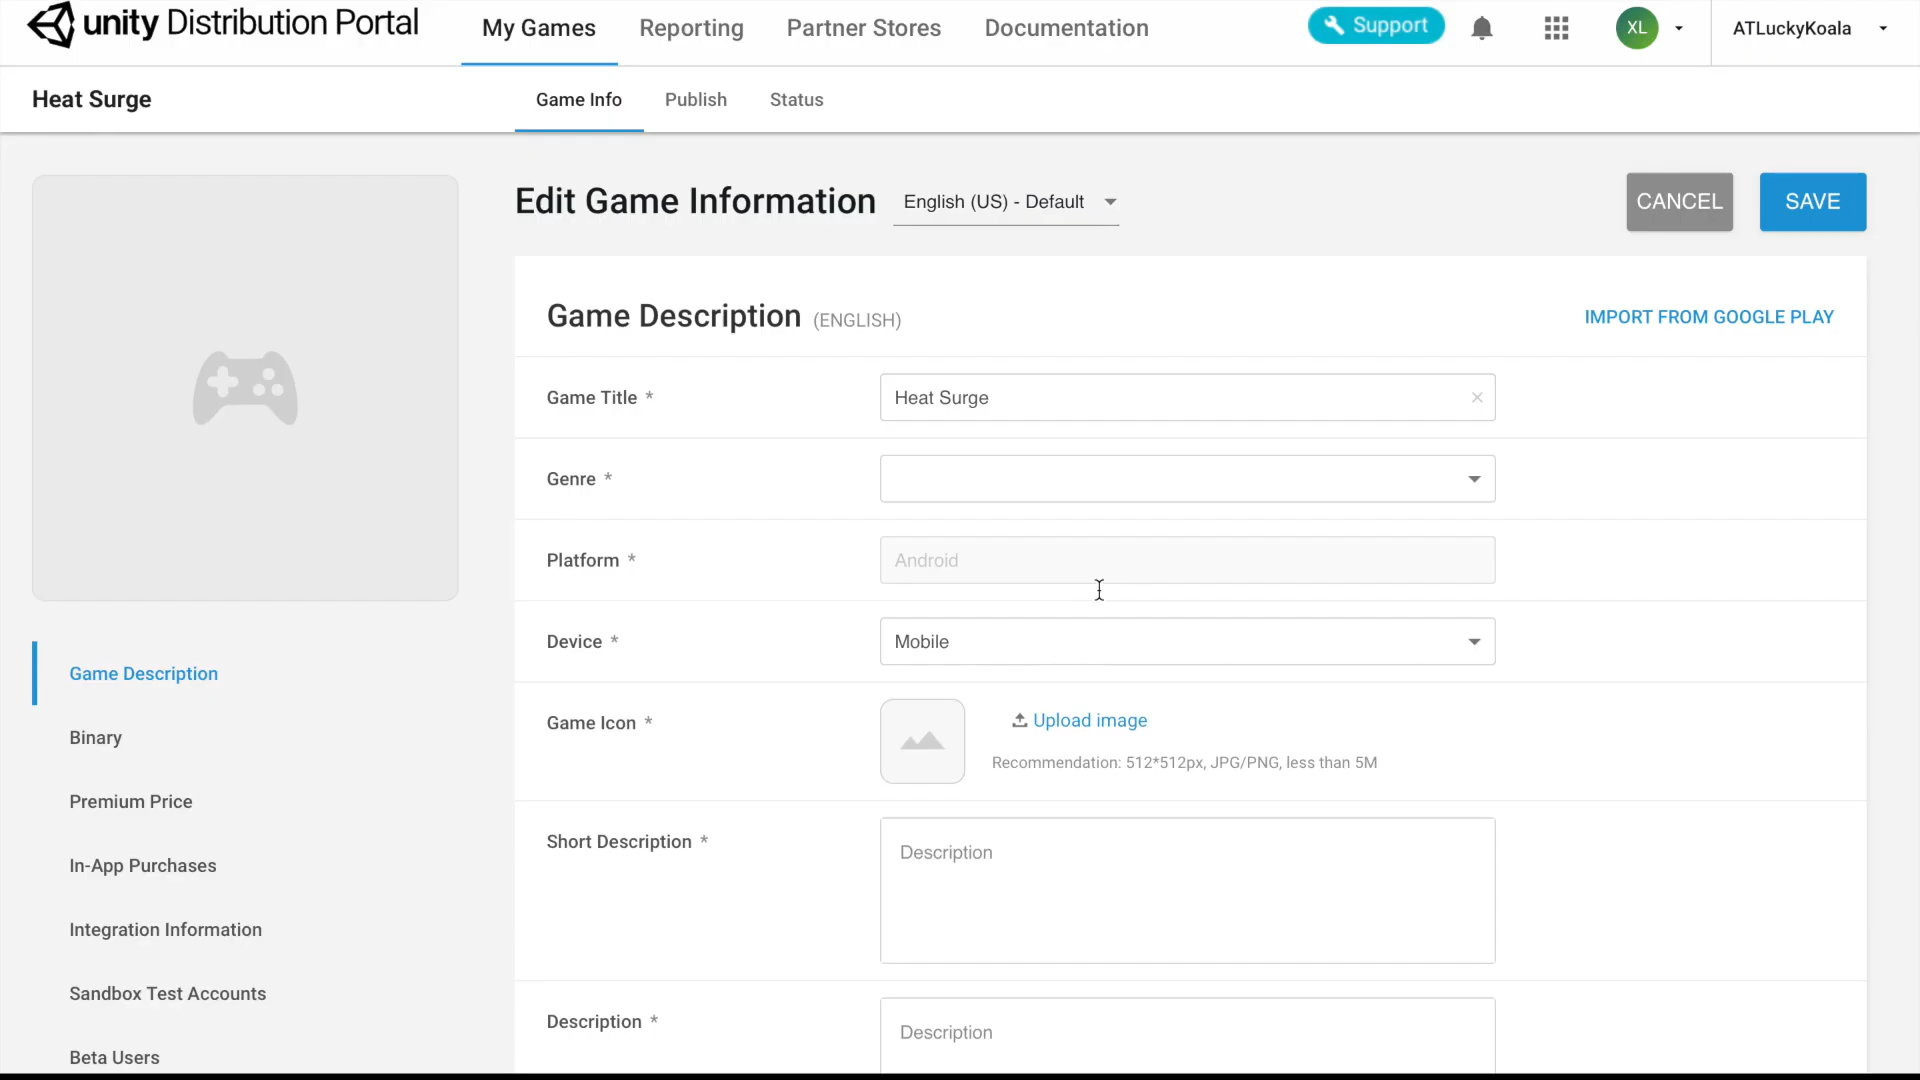 unity Distribution Portal
My Games
Reporting
Partner Stores
Documentation
Support
XL
ATLuckyKoala
Heat Surge
Game Info
Publish
Status
Edit Game Information
English (US) - Default
CANCEL
SAVE
Game Description (ENGLISH)
IMPORT FROM GOOGLE PLAY
Game Title *
Heat Surge
Genre *
Platform *
Android
Device *
Mobile
Game Icon *
Upload image
Recommendation: 512*512px, JPG/PNG, less than 5M
Short Description *
Description
Description *
Description
Game Description
Binary
Premium Price
In-App Purchases
Integration Information
Sandbox Test Accounts
Beta Users